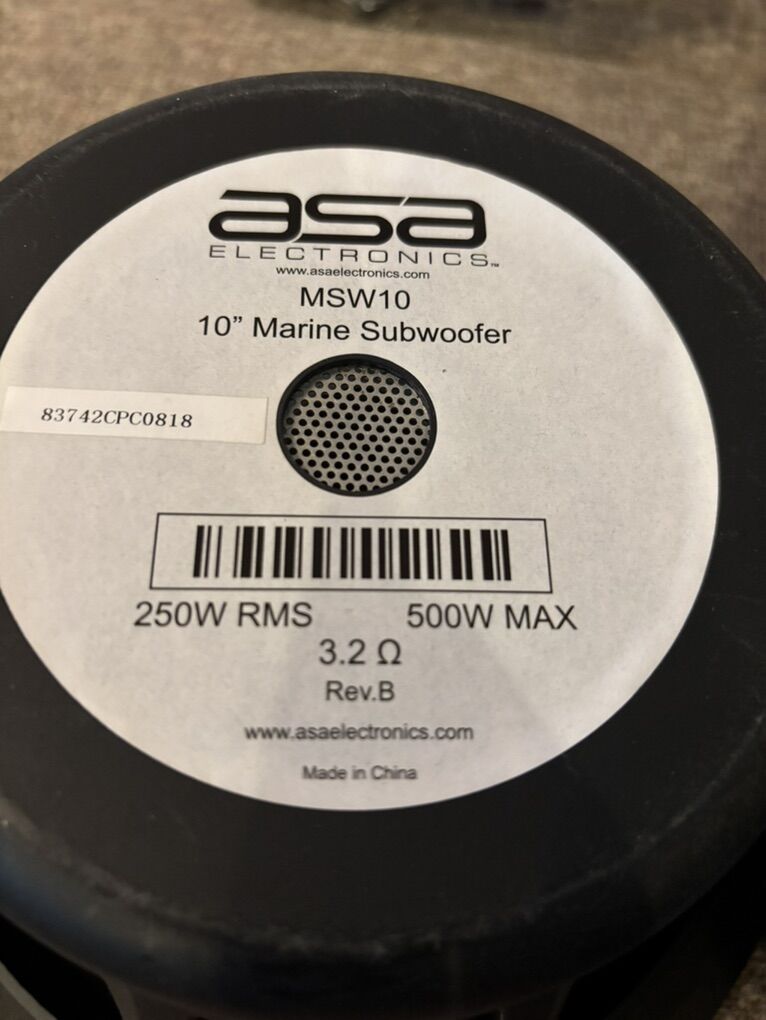 asa
ELECTRONICS™
www.asaelectronics.com
MSW10
10” Marine Subwoofer
83742CPC0818
250W RMS 500W MAX
3.2 Ω
Rev.B
www.asaelectronics.com
Made in China